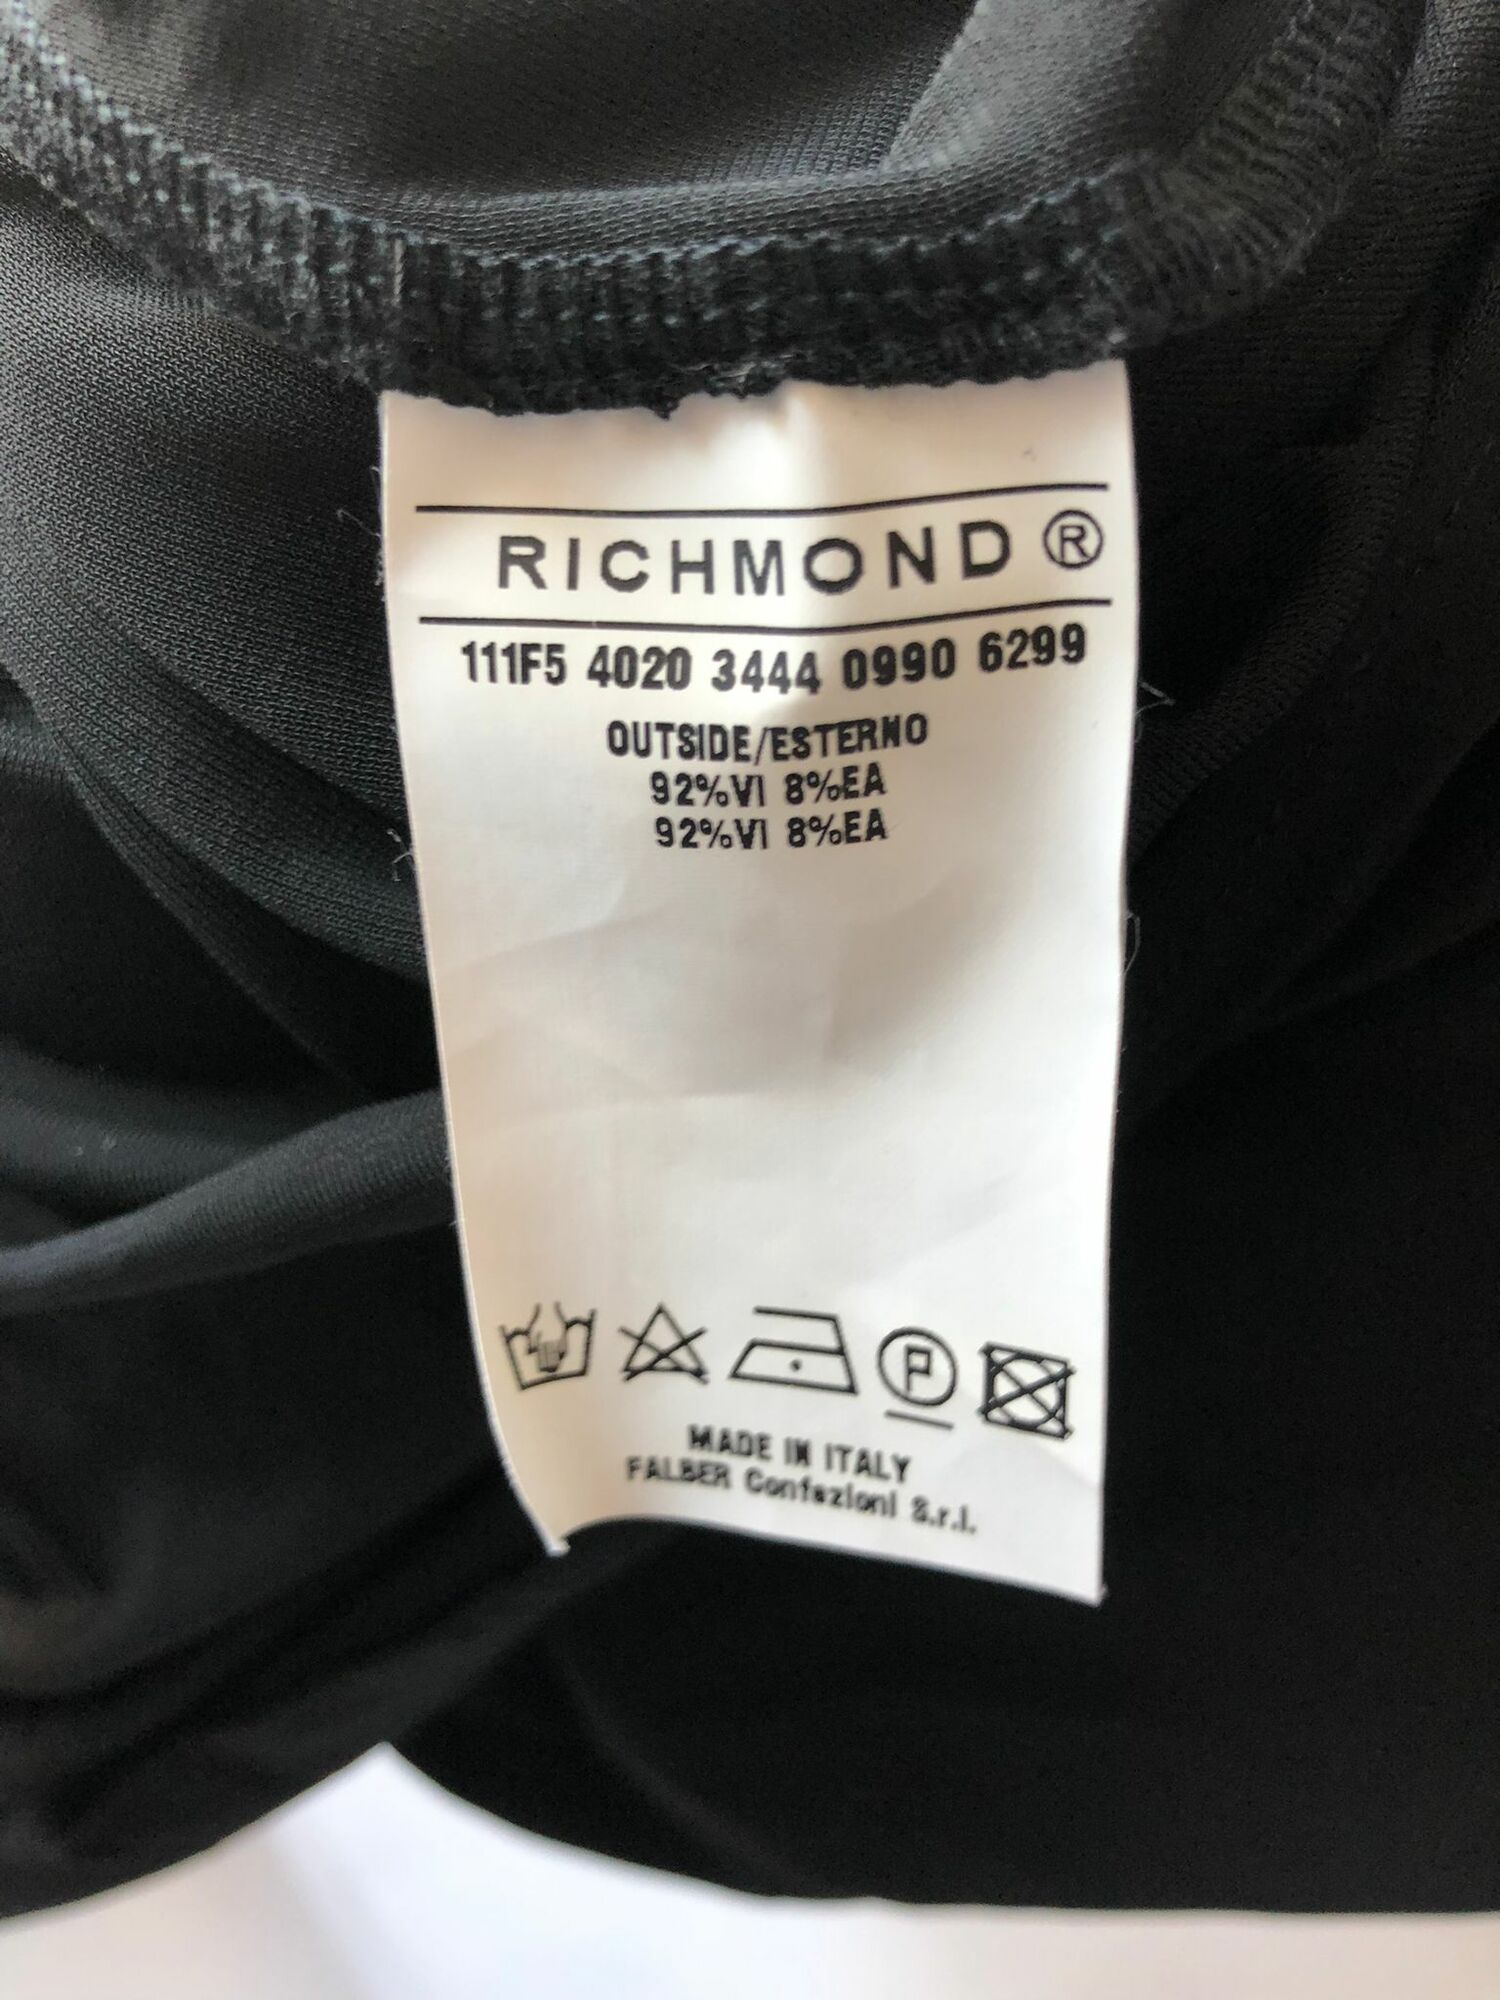 RICHMOND ®
111F5 4020 3444 0990 6299
OUTSIDE/ESTERNO
92%VI 8%EA
92%VI 8%EA
P
MADE IN ITALY
FALBER Confezioni S.r.l.